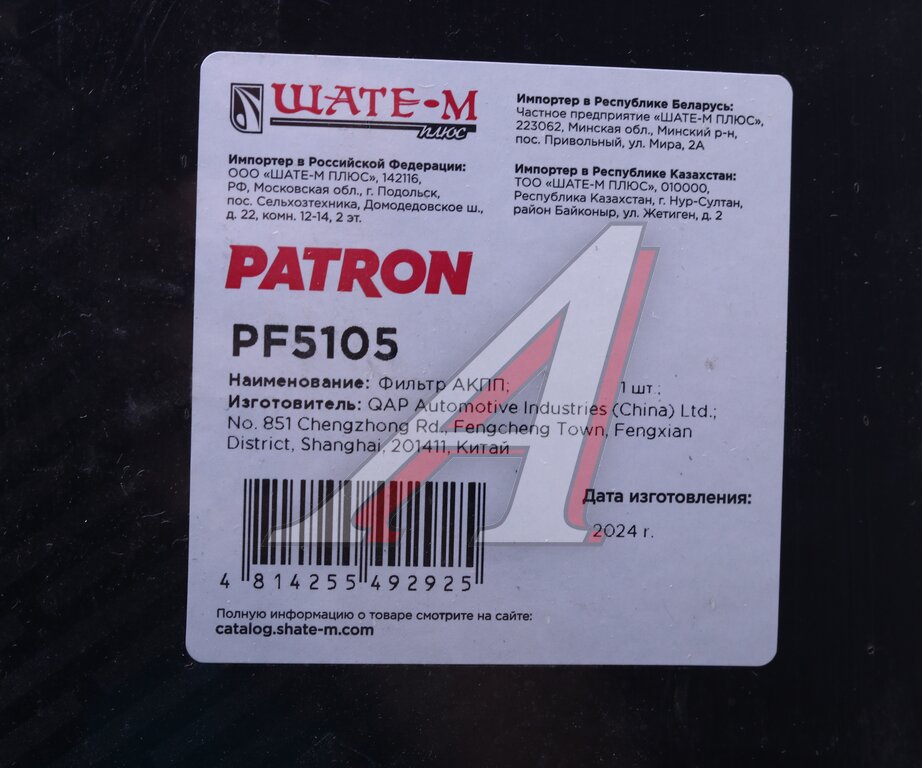 ШАТЕ-М
плюс
Импортер в Российской Федерации:
ООО «ШАТЕ-М ПЛЮС», 142116,
РФ, Московская обл., г. Подольск,
пос. Сельхозтехника, Домодедовское ш.,
д. 22, комн. 12-14, 2 эт.
Импортер в Республике Беларусь:
Частное предприятие «ШАТЕ-М ПЛЮС»,
223062, Минская обл., Минский р-н,
пос. Привольный, ул. Мира, 2А
Импортер в Республике Казахстан:
ТОО «ШАТЕ-М ПЛЮС», 010000,
Республика Казахстан, г. Нур-Султан,
район Байконыр, ул. Жетиген, д. 2
PATRON
PF5105
Наименование: Фильтр АКПП; 1 шт.;
Изготовитель: QAP Automotive Industries (China) Ltd.;
No. 851 Chengzhong Rd., Fengcheng Town, Fengxian
District, Shanghai, 201411, Китай
Дата изготовления:
2024 г.
4 814255 492925
Полную информацию о товаре смотрите на сайте:
catalog.shate-m.com